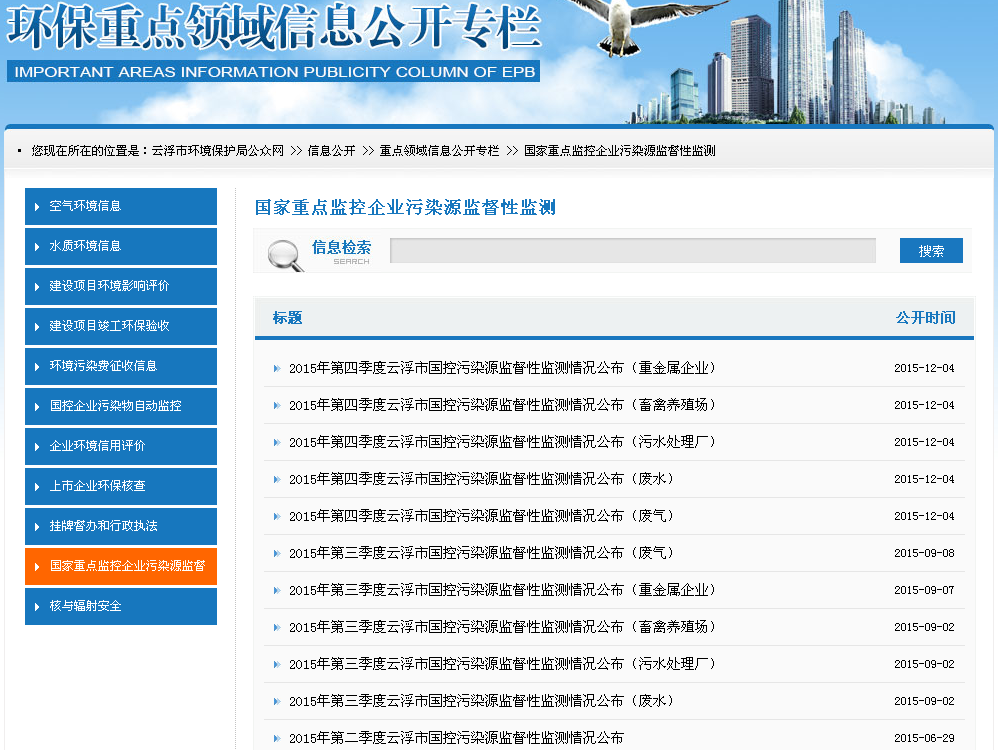 环保重点领域信息公开专栏
IMPORTANT AREAS INFORMATION PUBLICITY COLUMN OF EPB
您现在所在的位置是：云浮市环境保护局公众网 >> 信息公开 >> 重点领域信息公开专栏 >> 国家重点监控企业污染源监督性监测
空气环境信息
水质环境信息
建设项目环境影响评价
建设项目竣工环保验收
环境污染费征收信息
国控企业污染物自动监控
企业环境信用评价
上市企业环保核查
挂牌督办和行政执法
国家重点监控企业污染源监督
核与辐射安全
国家重点监控企业污染源监督性监测
信息检索
SEARCH
搜索
标题 公开时间
2015年第四季度云浮市国控污染源监督性监测情况公布（重金属企业） 2015-12-04
2015年第四季度云浮市国控污染源监督性监测情况公布（畜禽养殖场） 2015-12-04
2015年第四季度云浮市国控污染源监督性监测情况公布（污水处理厂） 2015-12-04
2015年第四季度云浮市国控污染源监督性监测情况公布（废水） 2015-12-04
2015年第四季度云浮市国控污染源监督性监测情况公布（废气） 2015-12-04
2015年第三季度云浮市国控污染源监督性监测情况公布（废气） 2015-09-08
2015年第三季度云浮市国控污染源监督性监测情况公布（重金属企业） 2015-09-07
2015年第三季度云浮市国控污染源监督性监测情况公布（畜禽养殖场） 2015-09-02
2015年第三季度云浮市国控污染源监督性监测情况公布（污水处理厂） 2015-09-02
2015年第三季度云浮市国控污染源监督性监测情况公布（废水） 2015-09-02
2015年第二季度云浮市国控污染源监督性监测情况公布 2015-06-29